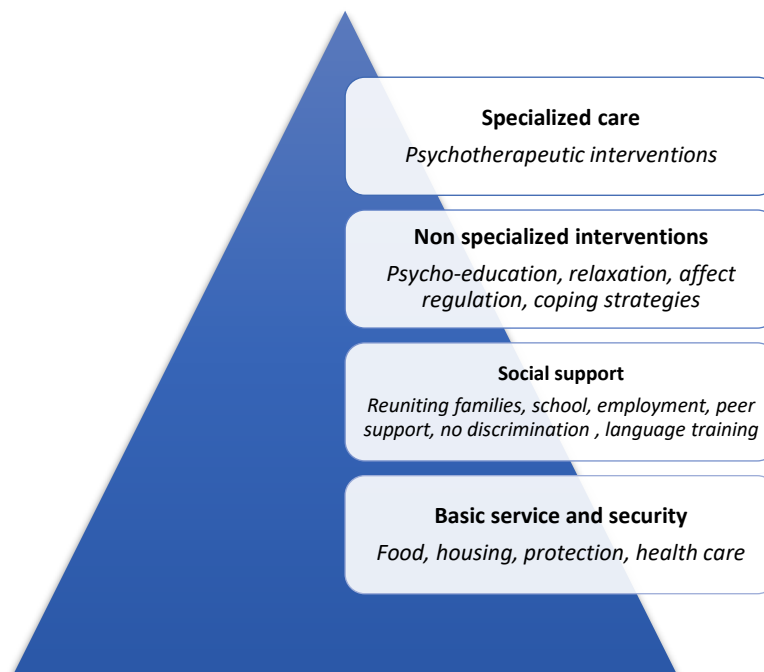 Specialized care
Psychotherapeutic interventions
Non specialized interventions
Psycho-education, relaxation, affect
regulation, coping strategies
Social support
Reuniting families, school, employment, peer
support, no discrimination , language training
Basic service and security
Food, housing, protection, health care